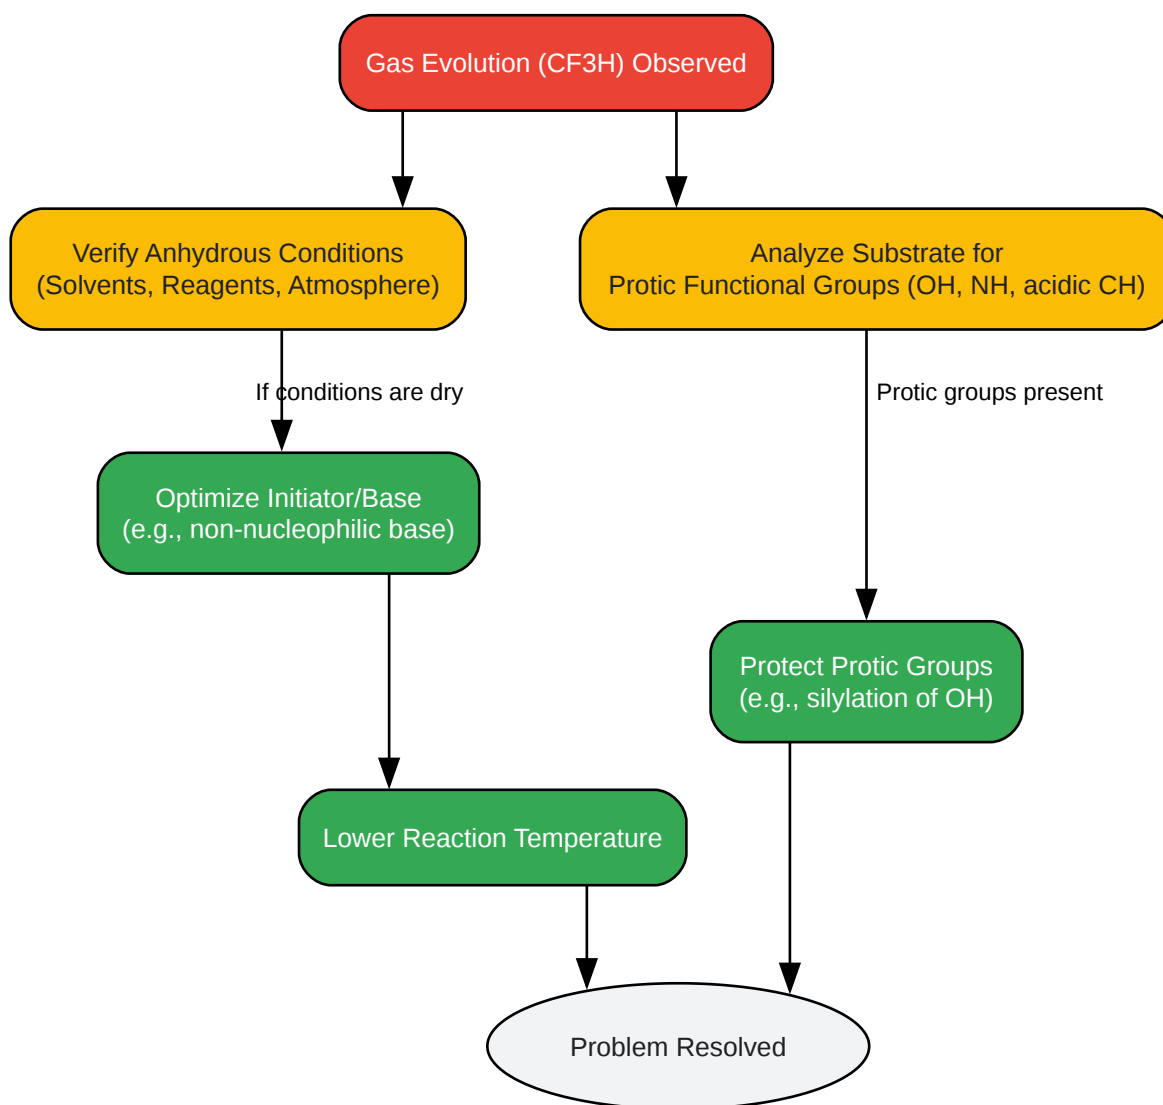 Gas Evolution (CF3H) Observed
Verify Anhydrous Conditions
(Solvents, Reagents, Atmosphere)
Analyze Substrate for
Protic Functional Groups (OH, NH, acidic CH)
If conditions are dry
Protic groups present
Optimize Initiator/Base
(e.g., non-nucleophilic base)
Protect Protic Groups
(e.g., silylation of OH)
Lower Reaction Temperature
Problem Resolved